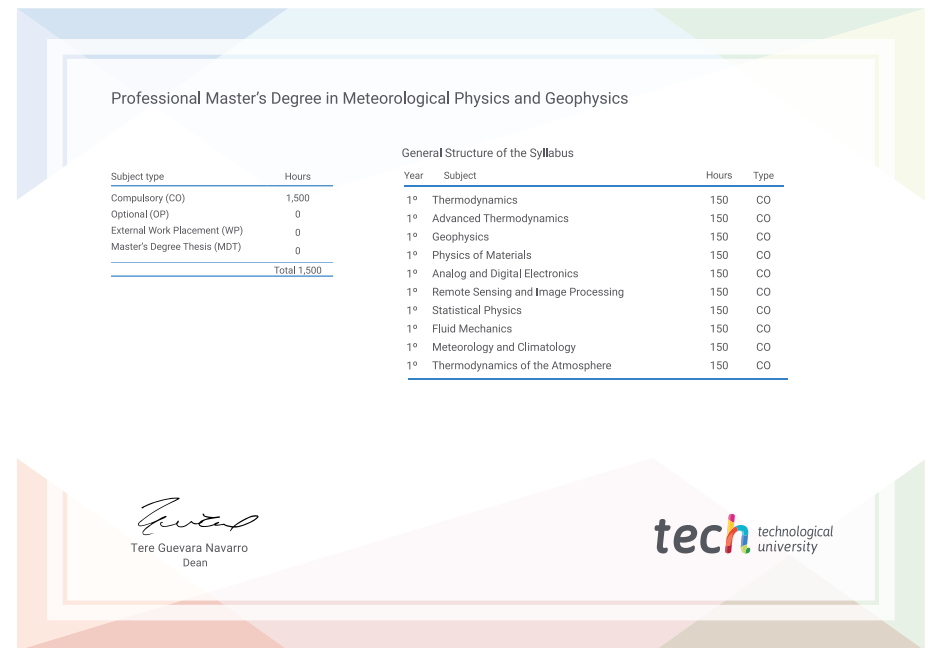 Professional Master's Degree in Meteorological Physics and Geophysics
Subject type Hours
Compulsory (CO) 1,500
Optional (OP) 0
External Work Placement (WP) 0
Master's Degree Thesis (MDT) 0
Total 1,500
General Structure of the Syllabus
Year Subject Hours Type
1º Thermodynamics 150 CO
1º Advanced Thermodynamics 150 CO
1º Geophysics 150 CO
1º Physics of Materials 150 CO
1º Analog and Digital Electronics 150 CO
1º Remote Sensing and Image Processing 150 CO
1º Statistical Physics 150 CO
1º Fluid Mechanics 150 CO
1º Meteorology and Climatology 150 CO
1º Thermodynamics of the Atmosphere 150 CO
Tere Guevara Navarro
Dean
tech technological
university